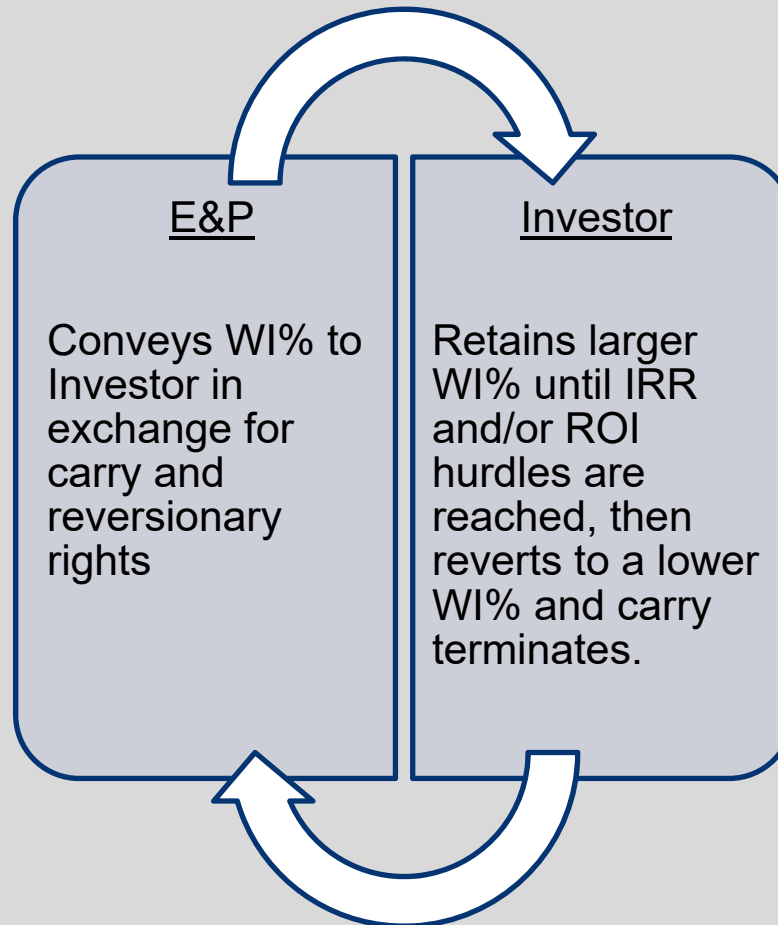 E&P
Conveys WI% to
Investor in
exchange for
carry and
reversionary
rights
Investor
Retains larger
WI% until IRR
and/or ROI
hurdles are
reached, then
reverts to a lower
WI% and carry
terminates.